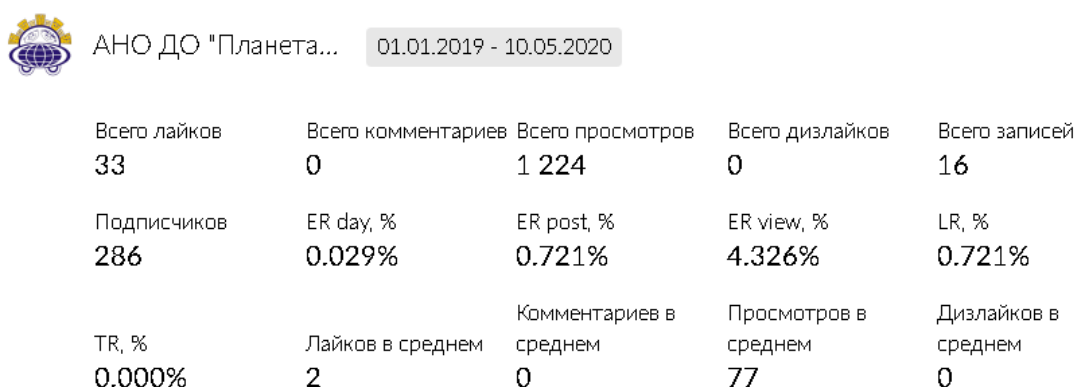 АНО ДО "Планета... 01.01.2019 - 10.05.2020
Всего лайков Всего комментариев Всего просмотров Всего дизлайков Всего записей
33 0 1 224 0 16
Подписчиков ER day, % ER post, % ER view, % LR, %
286 0.029% 0.721% 4.326% 0.721%
Комментариев в Просмотров в Дизлайков в
TR, % Лайков в среднем среднем среднем среднем
0.000% 2 0 77 0